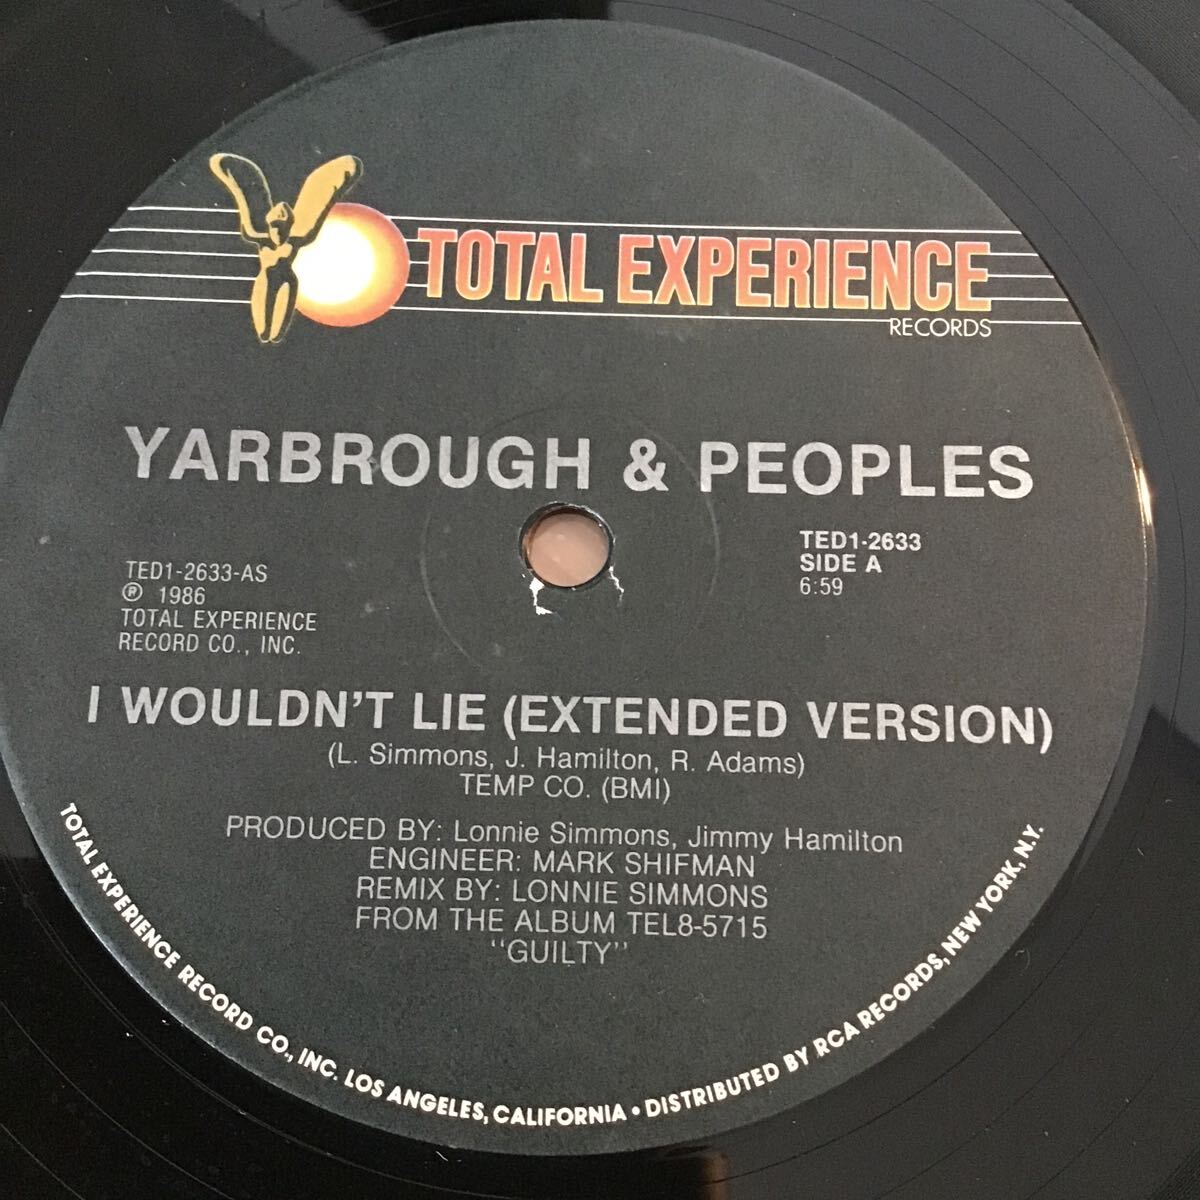 TOTAL EXPERIENCE
RECORDS
YARBROUGH & PEOPLES
TED1-2633
SIDE A
6:59
TED1-2633-AS
℗ 1986
TOTAL EXPERIENCE
RECORD CO., INC.
I WOULDN'T LIE (EXTENDED VERSION)
(L. Simmons, J. Hamilton, R. Adams)
TEMP CO. (BMI)
PRODUCED BY: Lonnie Simmons, Jimmy Hamilton
ENGINEER: MARK SHIFMAN
REMIX BY: LONNIE SIMMONS
FROM THE ALBUM TEL8-5715
"GUILTY"
TOTAL EXPERIENCE RECORD CO., INC. LOS ANGELES, CALIFORNIA • DISTRIBUTED BY RCA RECORDS, NEW YORK, N.Y.